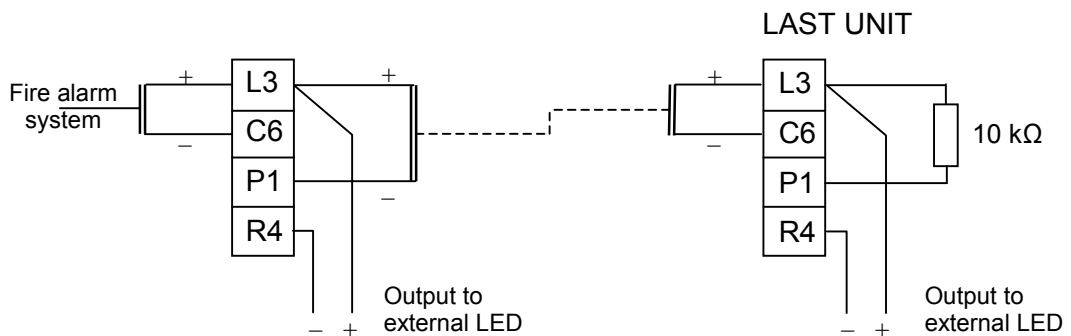 LAST UNIT
Fire alarm
system
+
−
L3
C6
P1
R4
+
−
− +
Output to
external LED
+
−
L3
C6
P1
R4
10 kΩ
− +
Output to
external LED